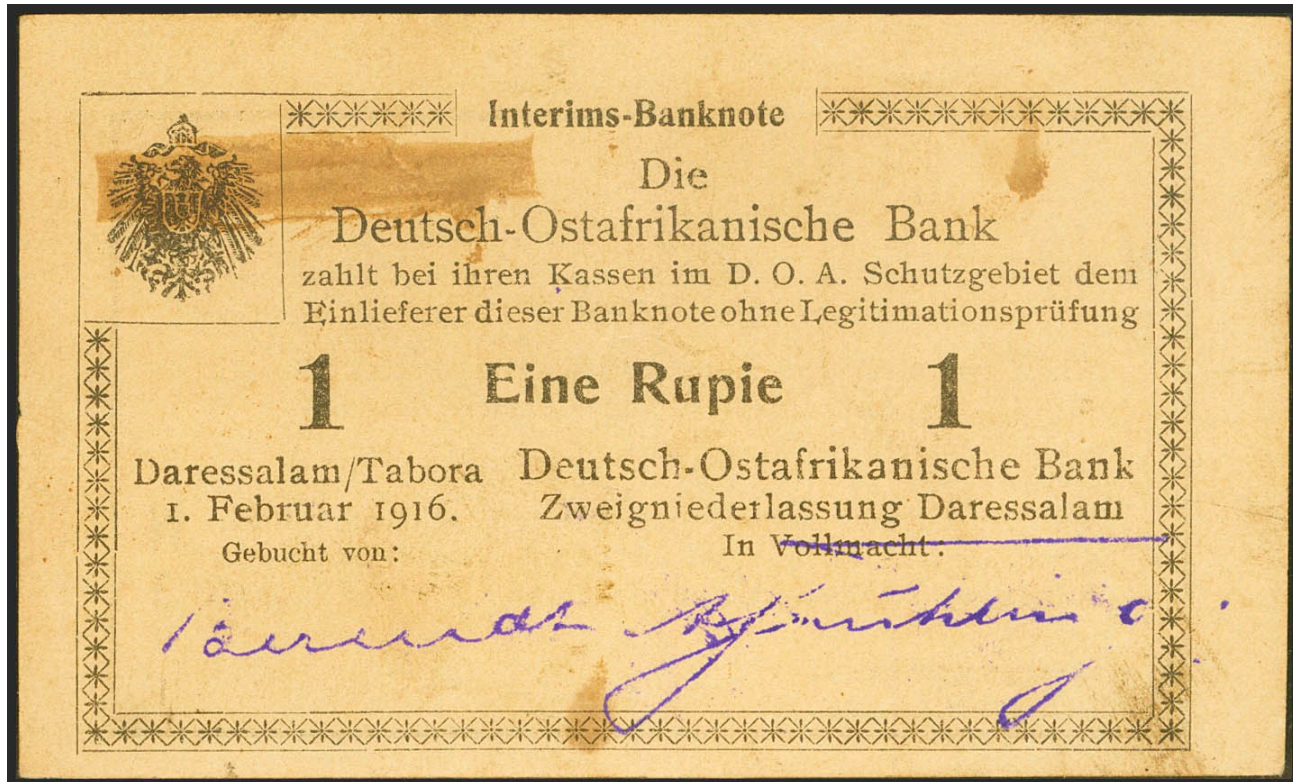 Interims-Banknote
Die
Deutsch-Ostafrikanische Bank
zahlt bei ihren Kassen im D. O. A. Schutzgebiet dem
Einlieferer dieser Banknote ohne Legitimationsprüfung
1 Eine Rupie 1
Daressalam/Tabora
1. Februar 1916.
Gebucht von:
Deutsch-Ostafrikanische Bank
Zweigniederlassung Daressalam
In Vollmacht:
Berendt